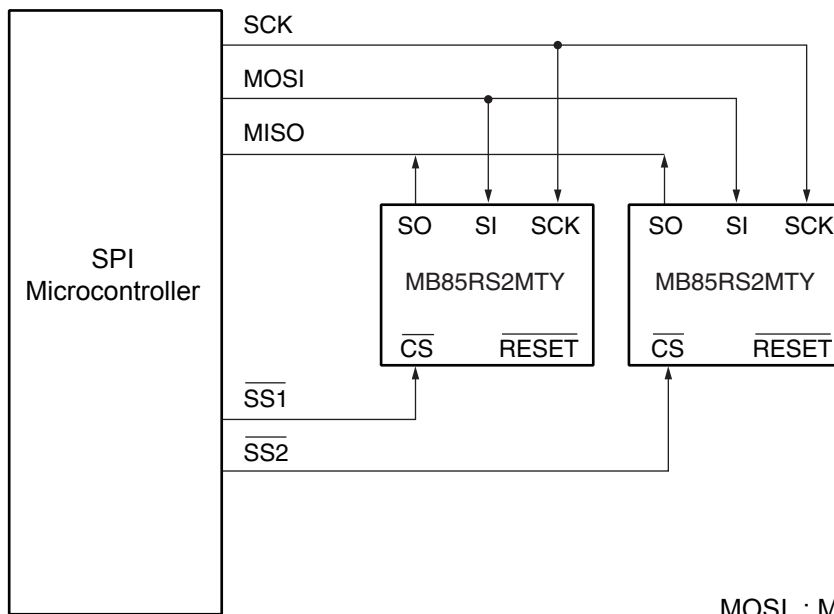 SCK
MOSI
MISO
SO SI SCK
MB85RS2MTY
CS RESET
SO SI SCK
MB85RS2MTY
CS RESET
SPI
Microcontroller
SS1
SS2
MOSI : M